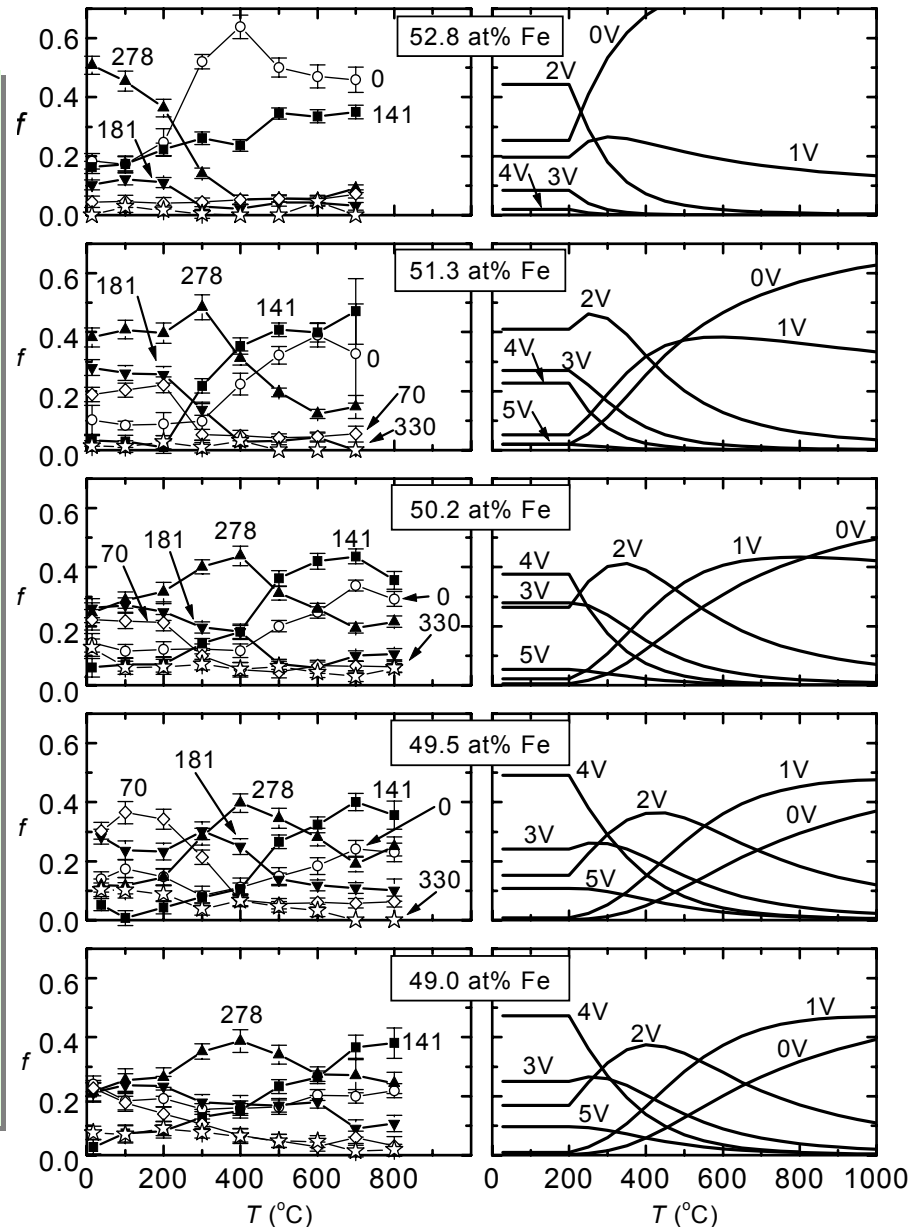 52.8 at% Fe
f
0.6
0.4
0.2
0.0
278
181
0
141
0V
2V
1V
4V
3V
51.3 at% Fe
f
0.6
0.4
0.2
0.0
181
278
141
0
70
330
0V
2V
1V
4V
3V
5V
50.2 at% Fe
f
0.6
0.4
0.2
0.0
70
181
278
141
0
330
0V
1V
2V
4V
3V
5V
49.5 at% Fe
f
0.6
0.4
0.2
0.0
70
181
278
141
0
330
4V
1V
2V
0V
3V
5V
49.0 at% Fe
f
0.6
0.4
0.2
0.0
278
141
4V
1V
2V
0V
3V
5V
0 200 400 600 800
0 200 400 600 800 1000
T (°C)
T (°C)